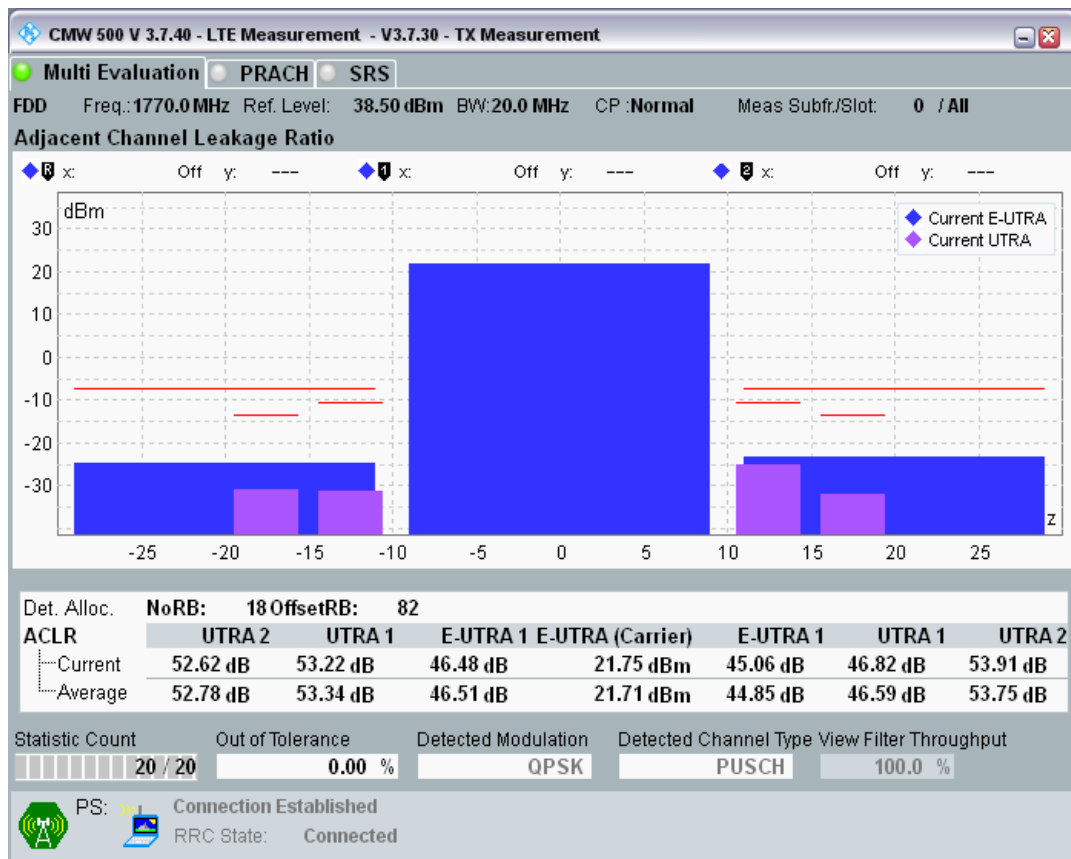 CMW 500 V 3.7.40 - LTE Measurement - V3.7.30 - TX Measurement
Multi Evaluation PRACH SRS
FDD Freq.:1770.0 MHz Ref. Level: 38.50 dBm BW:20.0 MHz CP :Normal Meas Subfr./Slot: 0 / All
Adjacent Channel Leakage Ratio
R x: Off y: --- 1 x: Off y: --- 2 x: Off y: ---
dBm
Current E-UTRA
Current UTRA
30
20
10
0
-10
-20
-30
z
-25 -20 -15 -10 -5 0 5 10 15 20 25
Det. Alloc. NoRB: 18 OffsetRB: 82
ACLR UTRA 2 UTRA 1 E-UTRA 1 E-UTRA (Carrier) E-UTRA 1 UTRA 1 UTRA 2
Current 52.62 dB 53.22 dB 46.48 dB 21.75 dBm 45.06 dB 46.82 dB 53.91 dB
Average 52.78 dB 53.34 dB 46.51 dB 21.71 dBm 44.85 dB 46.59 dB 53.75 dB
Statistic Count Out of Tolerance Detected Modulation Detected Channel Type View Filter Throughput
20 / 20 0.00 % QPSK PUSCH 100.0 %
PS: Connection Established
RRC State: Connected